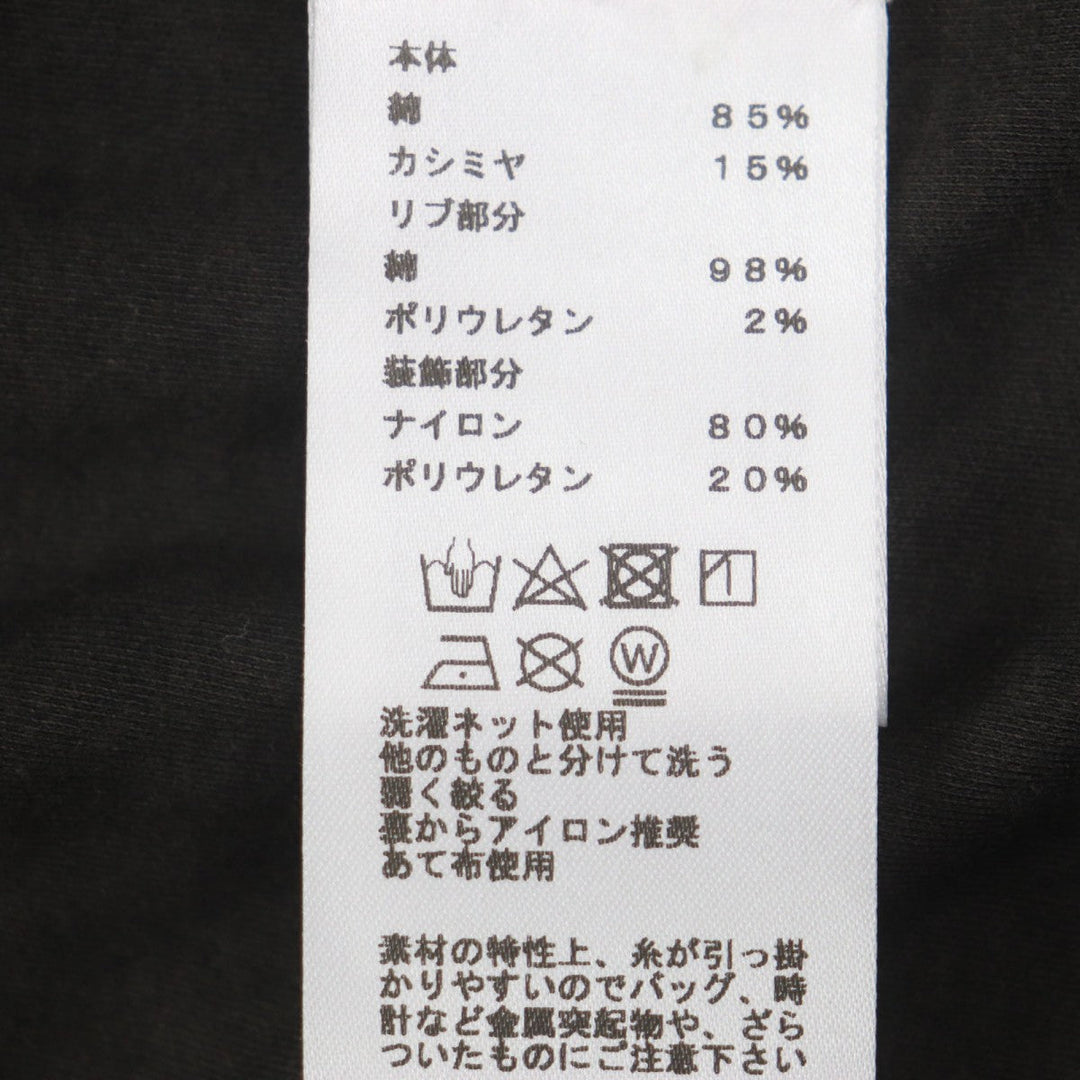 本体
綿 85%
カシミヤ 15%
リブ部分
綿 98%
ポリウレタン 2%
装飾部分
ナイロン 80%
ポリウレタン 20%
W
洗濯ネット使用
他のものと分けて洗う
弱く絞る
裏からアイロン推奨
あて布使用
素材の特性上、糸が引っ掛
かりやすいのでバッグ、時
計など金属突起物や、ざら
ついたものにご注意下さい